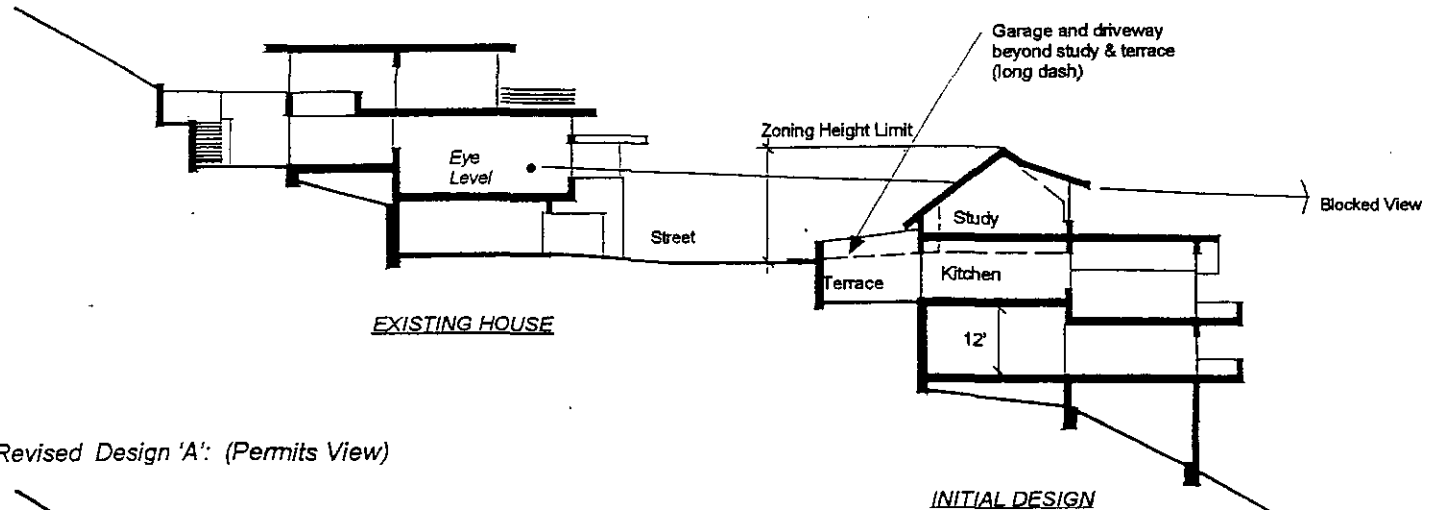 Garage and driveway
beyond study & terrace
(long dash)
Zoning Height Limit
Eye
Level
Blocked View
Study
Street
Terrace
Kitchen
EXISTING HOUSE
12'
Revised Design 'A': (Permits View)
INITIAL DESIGN